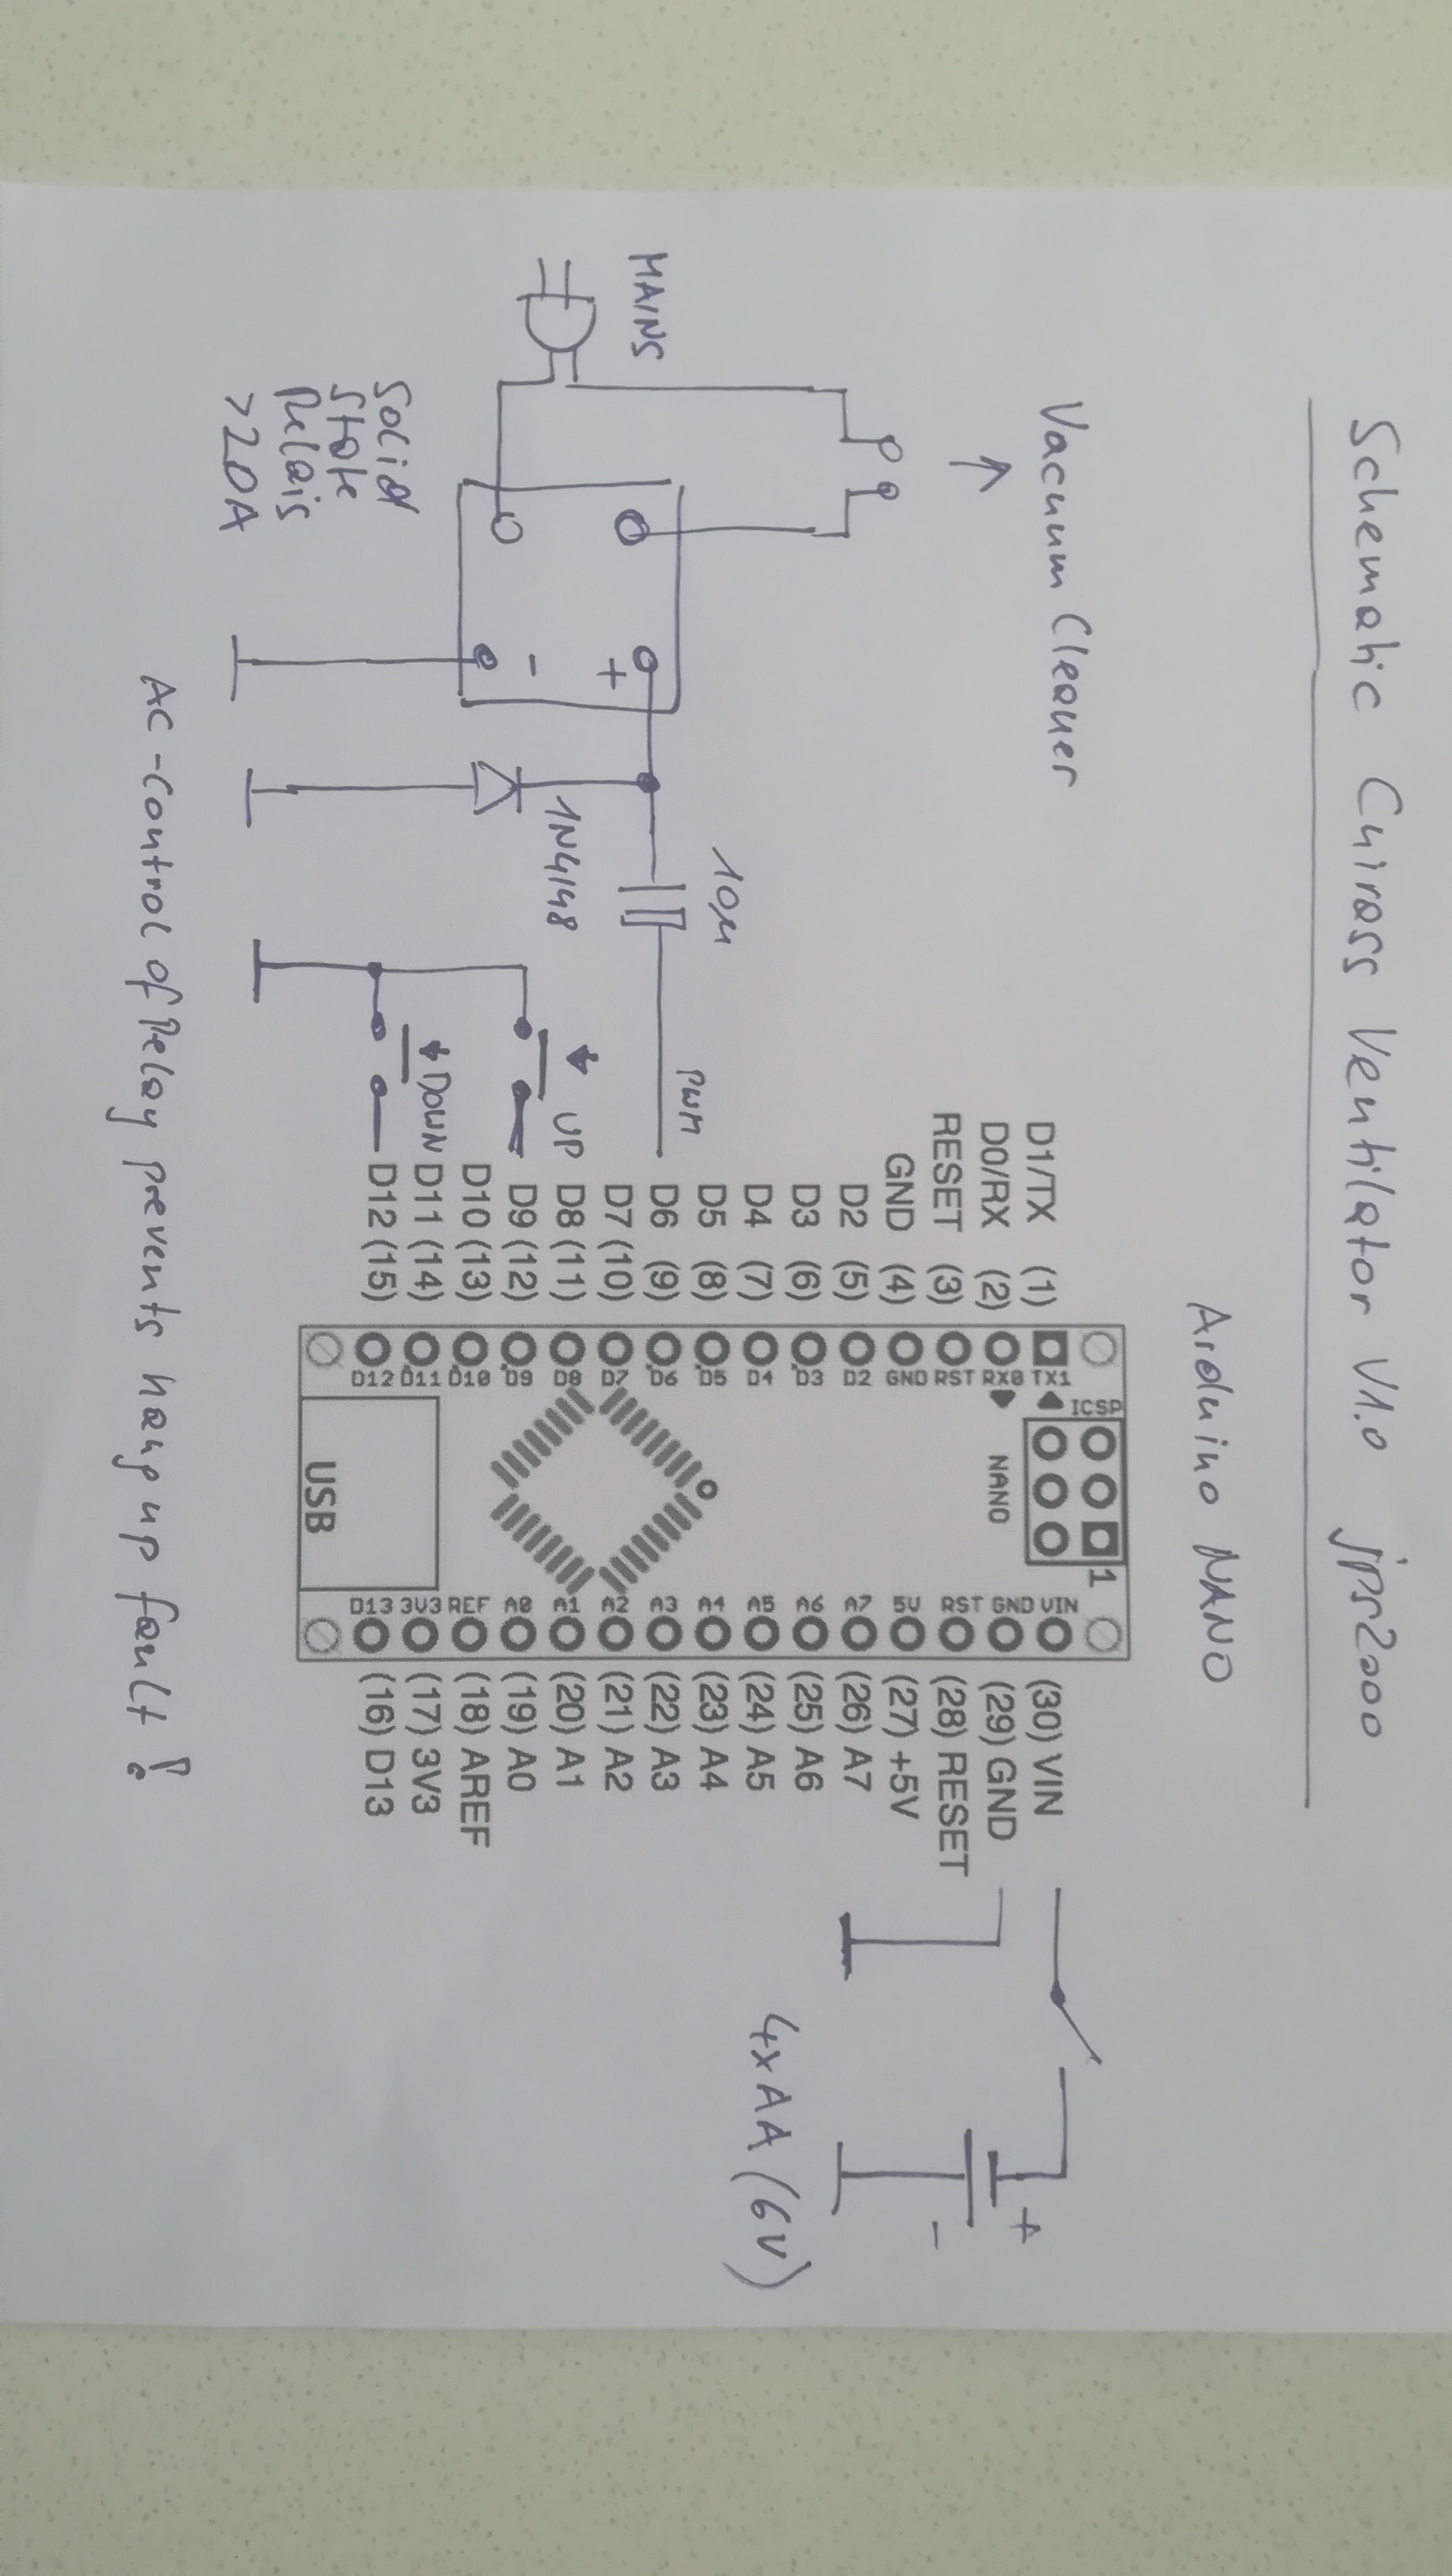 Schematic Cuirass Ventilator V1.0 jps2000
Arduino NANO
Vacuum Cleaner
MAINS
Solid
State
Relais
>20A
+
-
10µ
1N4148
PWM
UP
DOWN
D1/TX (1)
D0/RX (2)
RESET (3)
GND (4)
D2 (5)
D3 (6)
D4 (7)
D5 (8)
D6 (9)
D7 (10)
D8 (11)
D9 (12)
D10 (13)
D11 (14)
D12 (15)
TX1
RX0
RST
GND
D2
D3
D4
D5
D6
D7
D8
D9
D10
D11
D12
ICSP
1
NANO
USB
VIN
GND
RST
5V
A7
A6
A5
A4
A3
A2
A1
A0
REF
3V3
D13
(30) VIN
(29) GND
(28) RESET
(27) +5V
(26) A7
(25) A6
(24) A5
(23) A4
(22) A3
(21) A2
(20) A1
(19) A0
(18) AREF
(17) 3V3
(16) D13
+
-
4xAA (6V)
AC-Control of Relay prevents hang up fault!